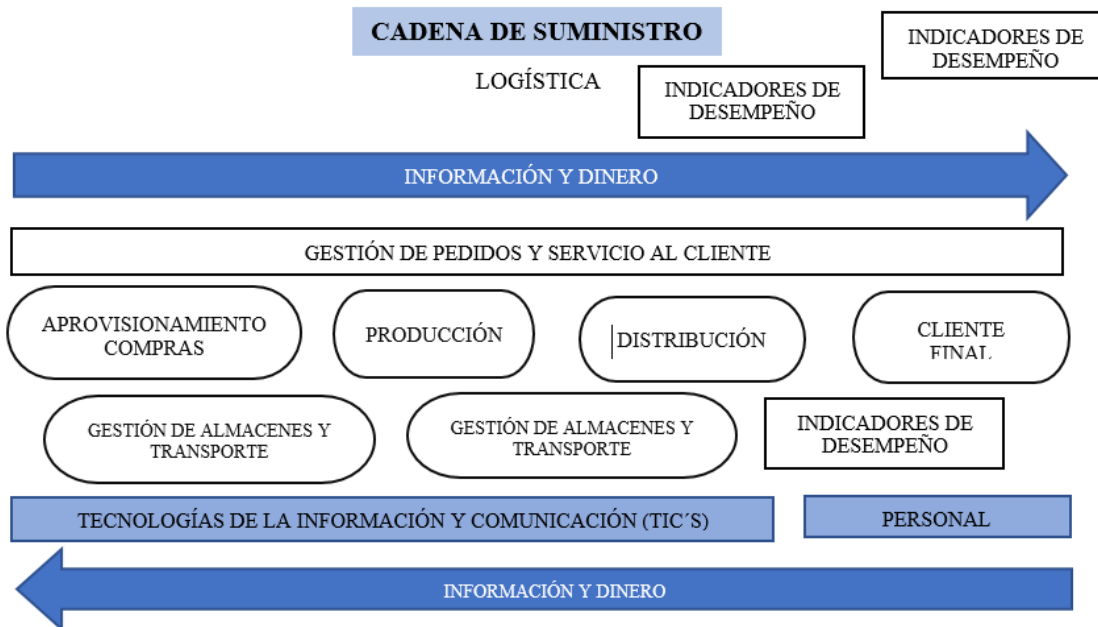 CADENA DE SUMINISTRO
INDICADORES DE
DESEMPEÑO
LOGÍSTICA
INDICADORES DE
DESEMPEÑO
INFORMACIÓN Y DINERO
GESTIÓN DE PEDIDOS Y SERVICIO AL CLIENTE
APROVISIONAMIENTO
COMPRAS
PRODUCCIÓN
DISTRIBUCIÓN
CLIENTE
FINAL
GESTIÓN DE ALMACENES Y
TRANSPORTE
GESTIÓN DE ALMACENES Y
TRANSPORTE
INDICADORES DE
DESEMPEÑO
TECNOLOGÍAS DE LA INFORMACIÓN Y COMUNICACIÓN (TIC´S)
PERSONAL
INFORMACIÓN Y DINERO